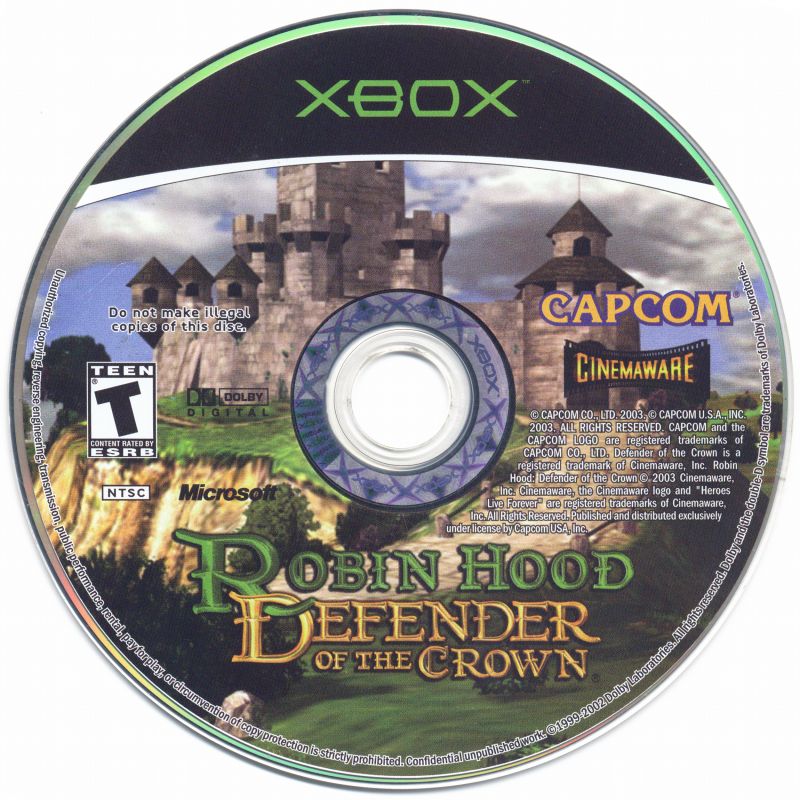 XBOX™
Do not make illegal
copies of this disc.
CAPCOM®
CINEMAWARE
TEEN
T
®
CONTENT RATED BY
ESRB
DOLBY
DIGITAL
XBOX
© CAPCOM CO., LTD. 2003, © CAPCOM U.S.A., INC.
2003. ALL RIGHTS RESERVED. CAPCOM and the
CAPCOM LOGO are registered trademarks of
CAPCOM CO., LTD. Defender of the Crown is a
registered trademark of Cinemaware, Inc. Robin
Hood: Defender of the Crown © 2003 Cinemaware,
Inc. Cinemaware, the Cinemaware logo and "Heroes
Live Forever" are registered trademarks of Cinemaware,
Inc. All Rights Reserved. Published and distributed exclusively
under license by Capcom USA, Inc.
NTSC
Microsoft
ROBIN HOOD
DEFENDER
OF THE CROWN®
Unauthorized copying, reverse engineering, transmission, public performance, rental, pay for play, or circumvention of copy protection is strictly prohibited. Confidential unpublished work. ©1999-2002 Dolby Laboratories. All rights reserved. Dolby and the double-D symbol are trademarks of Dolby Laboratories.